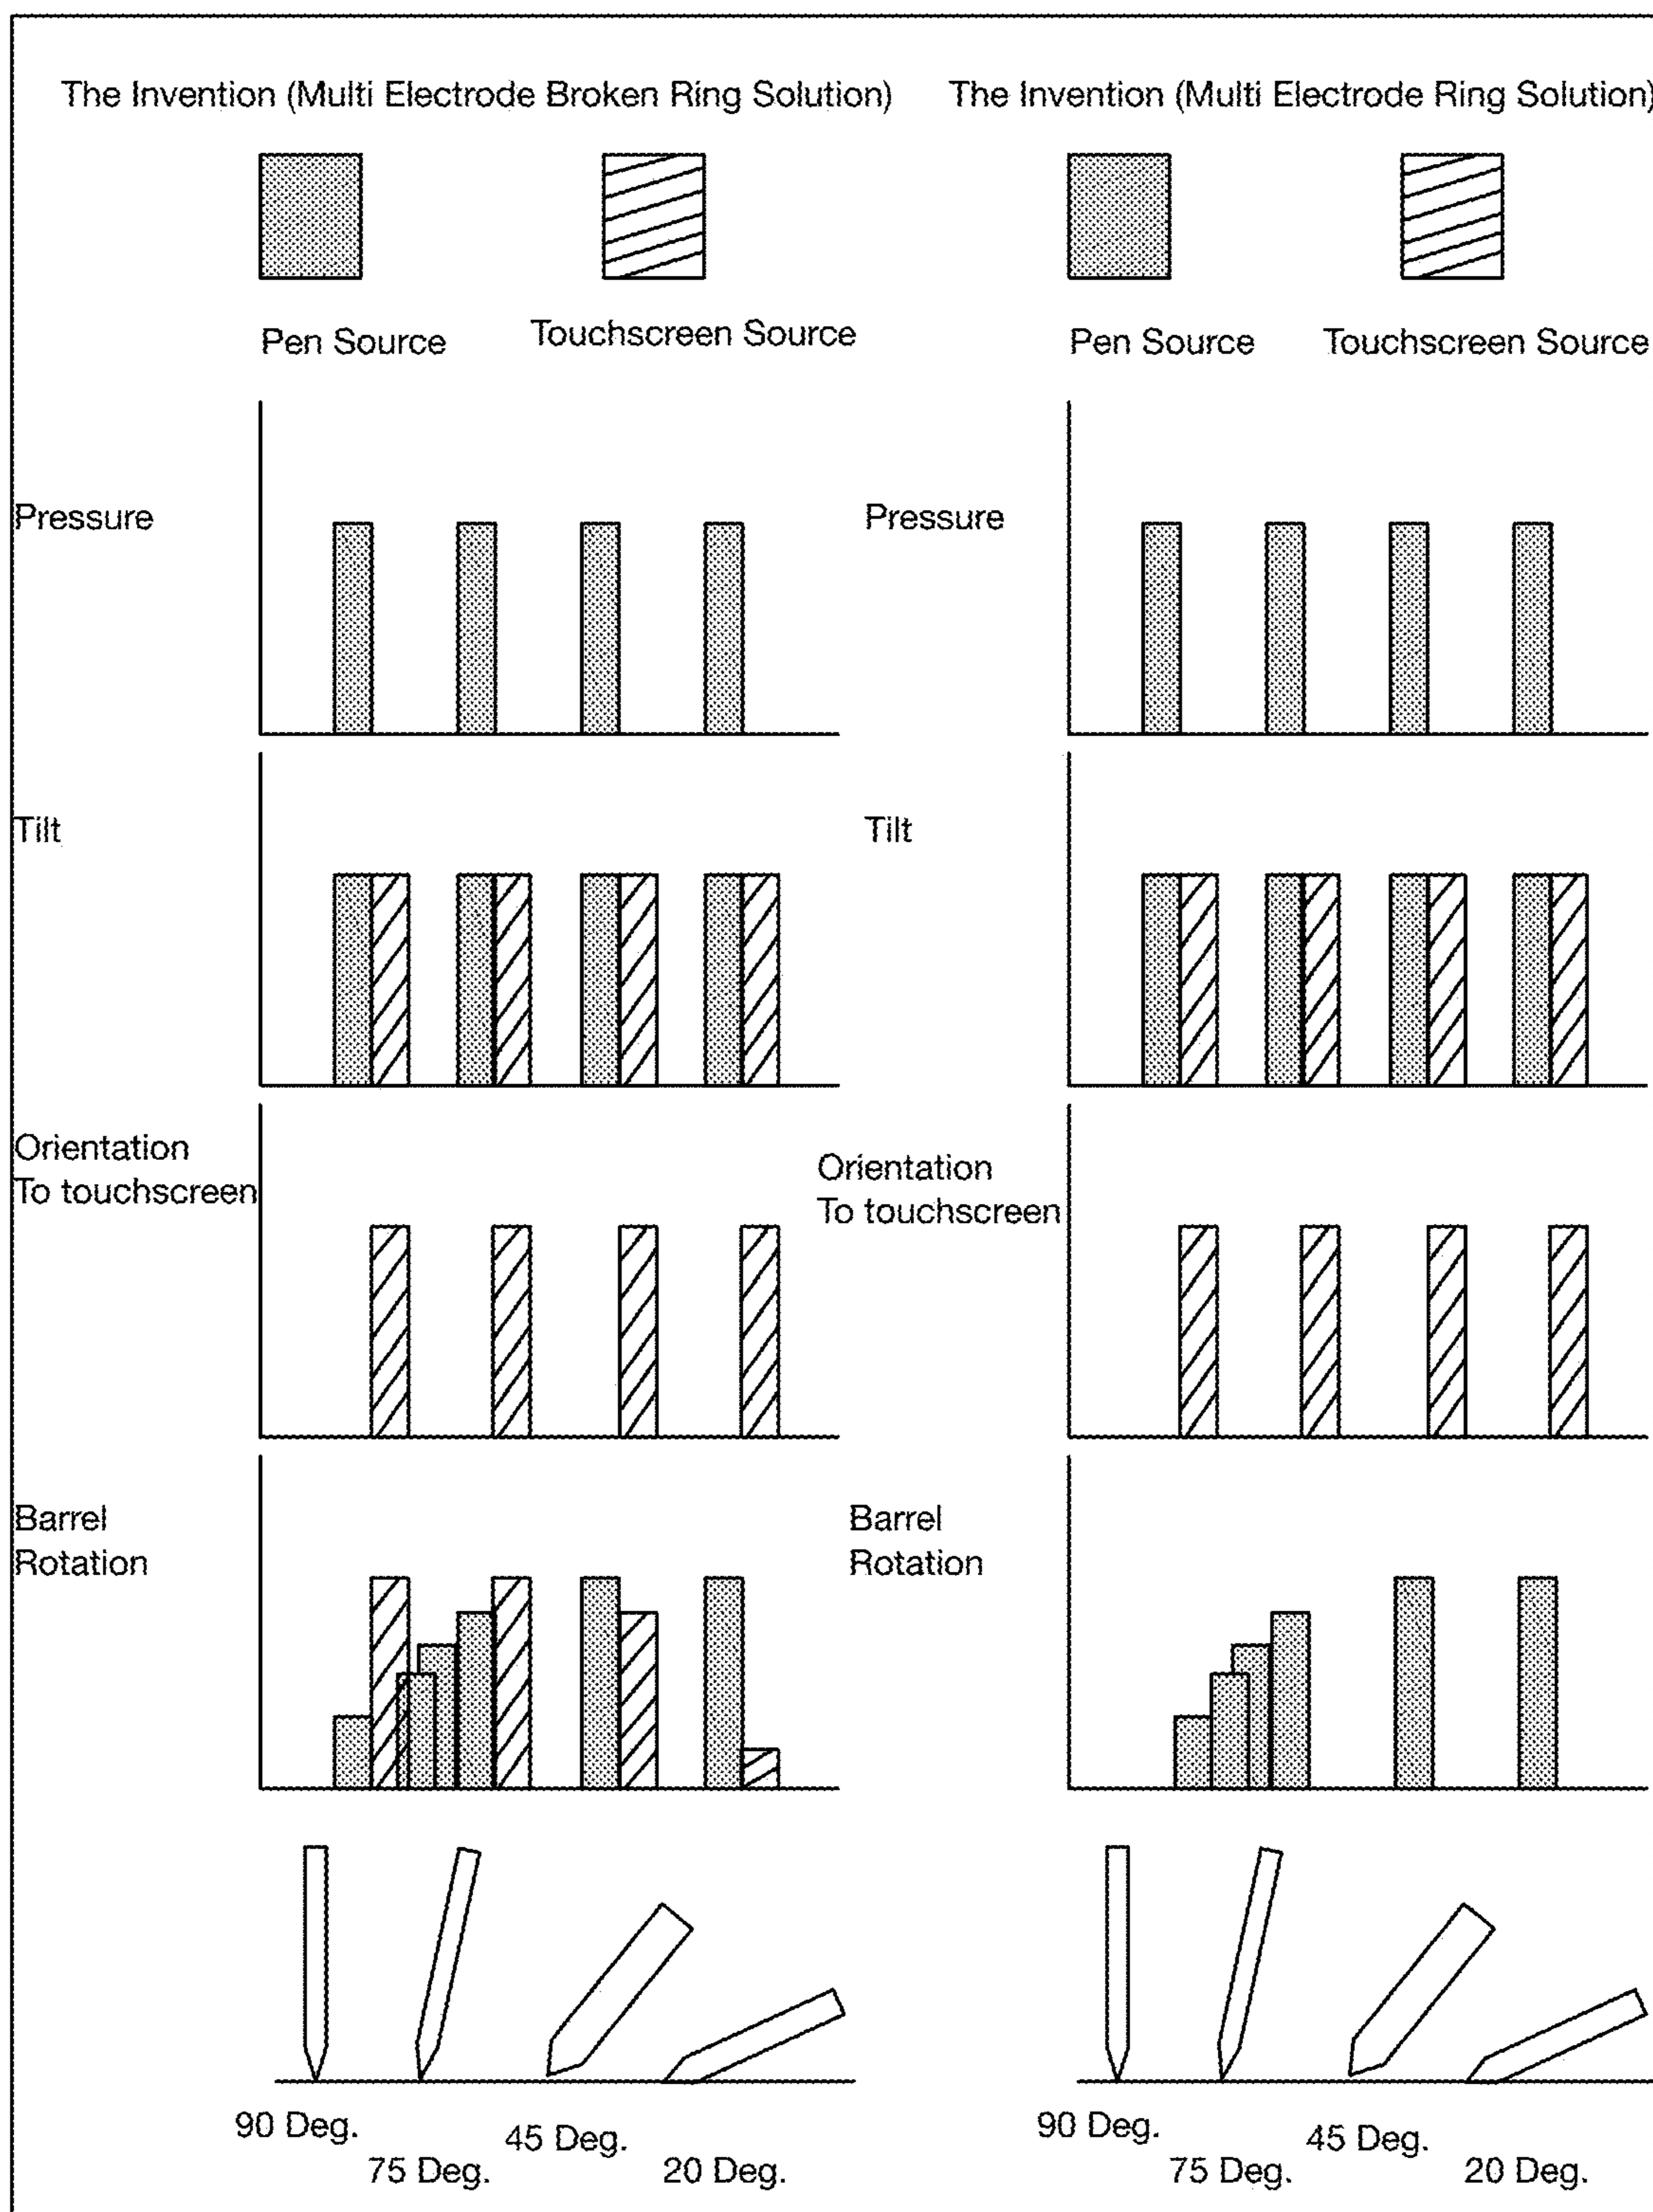 The Invention (Multi Electrode Broken Ring Solution)
Pen Source
Touchscreen Source
Pressure
Tilt
Orientation
To touchscreen
Barrel
Rotation
90 Deg.
75 Deg.
45 Deg.
20 Deg.
The Invention (Multi Electrode Ring Solution)
Pen Source
Touchscreen Source
Pressure
Tilt
Orientation
To touchscreen
Barrel
Rotation
90 Deg.
75 Deg.
45 Deg.
20 Deg.